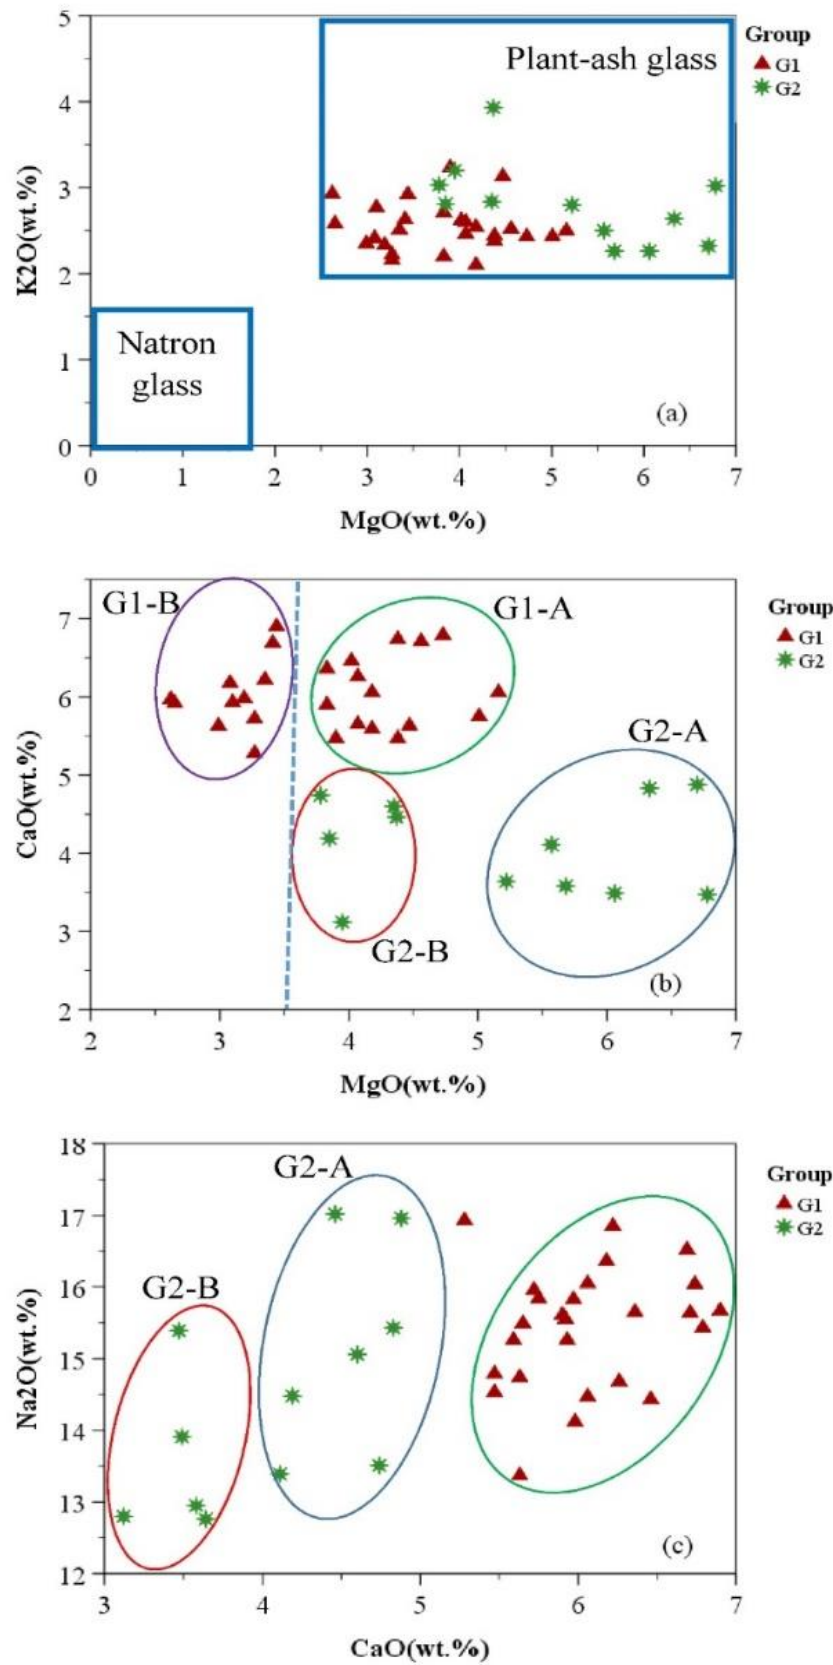 5
4
3
2
1
0
K2O(wt.%)
Plant-ash glass
Natron
glass
(a)
0 1 2 3 4 5 6 7
MgO(wt.%)
Group
G1
G2
7
6
5
4
3
2
CaO(wt.%)
G1-B
G1-A
G2-A
G2-B
(b)
2 3 4 5 6 7
MgO(wt.%)
Group
G1
G2
18
17
16
15
14
13
12
Na2O(wt.%)
G2-A
G2-B
(c)
3 4 5 6 7
CaO(wt.%)
Group
G1
G2